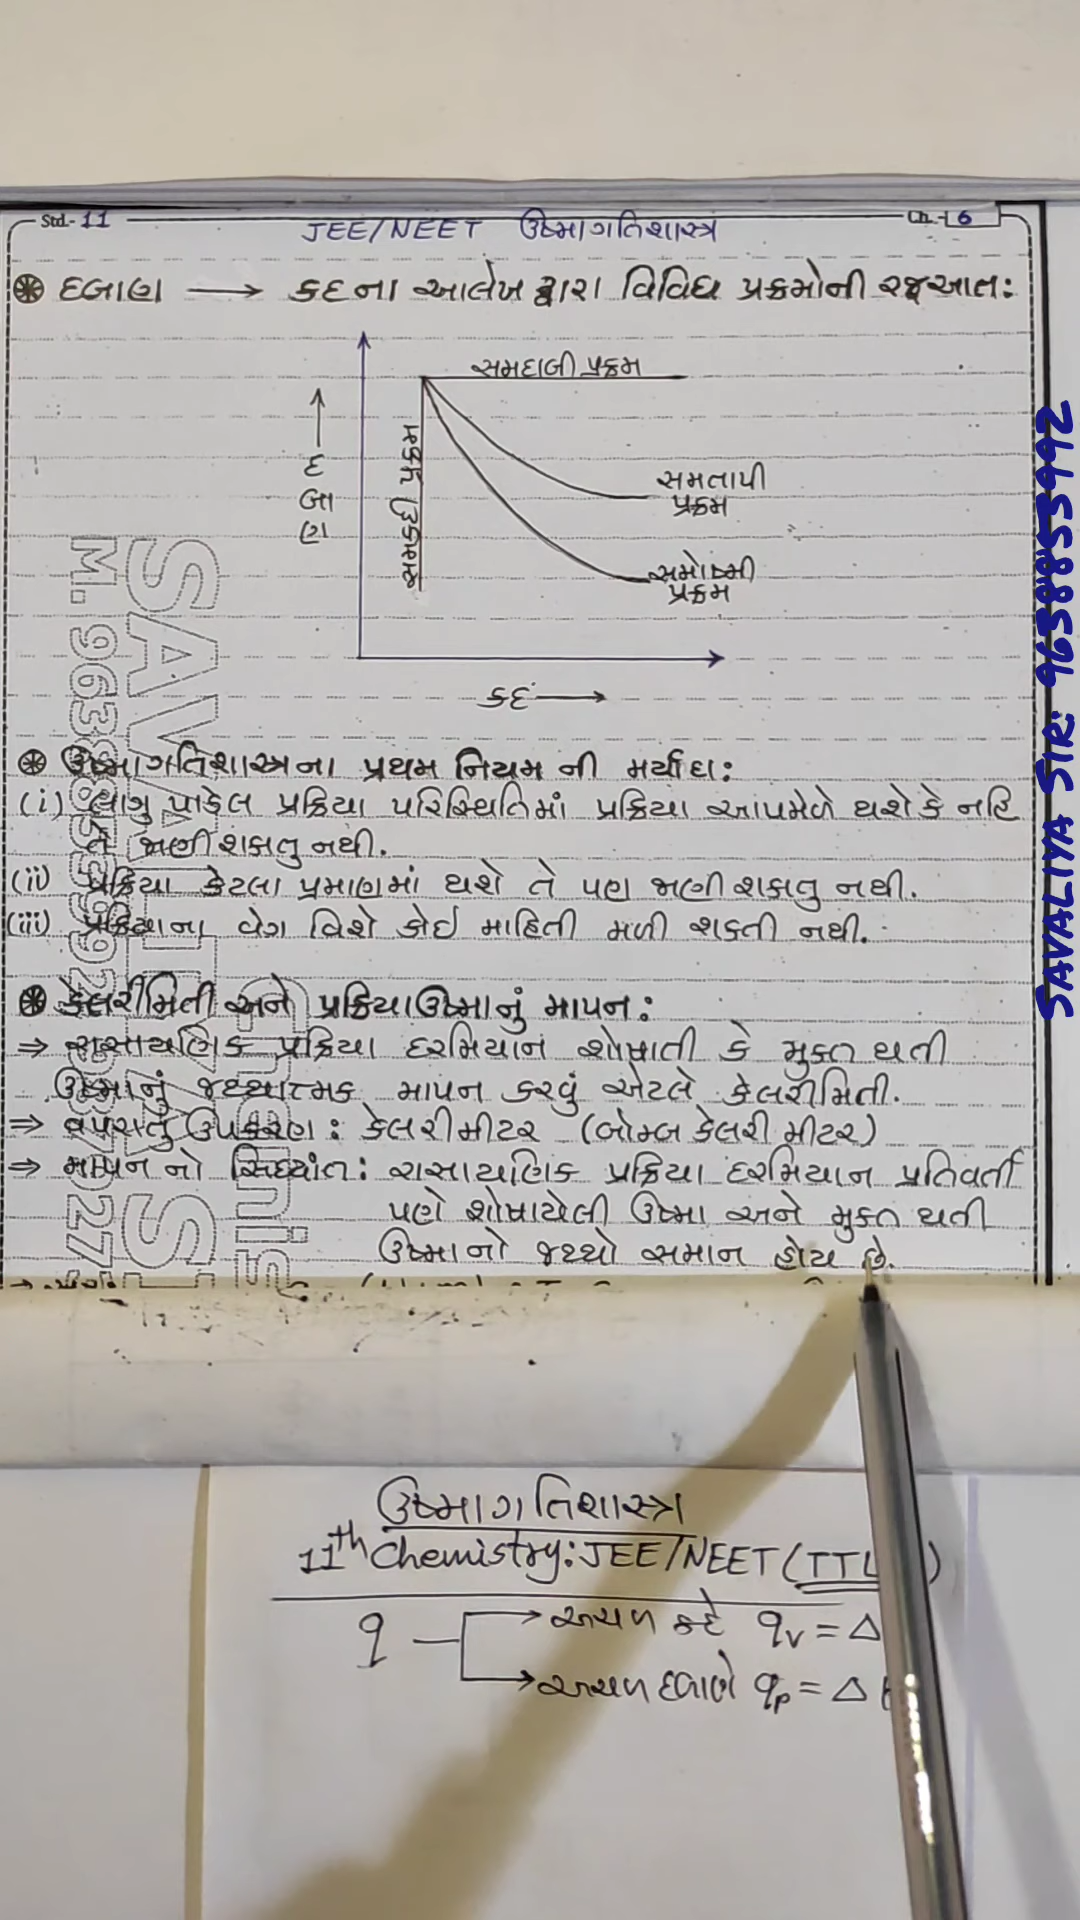 Std.- 11
JEE/NEET ઉષ્માગતિશાસ્ત્ર
Ch.- 6
દબાણ → કદના આલેખ દ્વારા વિવિધ પ્રક્રમોની રજૂઆત:
સમદાબી પ્રક્રમ
દબાણ
સમકદી પ્રક્રમ
સમતાપી
પ્રક્રમ
સમોષ્મી
પ્રક્રમ
કદ →
ઉષ્માગતિશાસ્ત્રના પ્રથમ નિયમ ની મર્યાદા:
(i) લાગુ પાડેલ પ્રક્રિયા પરિસ્થિતિમાં પ્રક્રિયા આપમેળે થશે કે નહિ
તે જાણી શકાતુ નથી.
(ii) પ્રક્રિયા કેટલા પ્રમાણમાં થશે તે પણ જાણી શકાતુ નથી.
(iii) પ્રક્રિયાના વેગ વિશે કોઈ માહિતી મળી શકતી નથી.
કેલરીમિતી અને પ્રક્રિયાઉષ્માનું માપન:
⇒ રાસાયણિક પ્રક્રિયા દરમિયાન શોષાતી કે મુક્ત થતી
ઉષ્માનું જથ્થાત્મક માપન કરવું એટલે કેલરીમિતી.
⇒ વપરાતુ ઉપકરણ: કેલરીમીટર (બોમ્બ કેલરીમીટર)
⇒ માપન નો સિધ્ધાંત: રાસાયણિક પ્રક્રિયા દરમિયાન પ્રતિવર્તી
પણે શોષાયેલી ઉષ્મા અને મુક્ત થતી
ઉષ્માનો જથ્થો સમાન હોય છે.
SAVALIYA SIR: 9638853992
ઉષ્માગતિશાસ્ત્ર
11th Chemistry: JEE/NEET (TTL )
q → અચળ કદે qv = Δ
→ અચળ દબાણે qp = Δ